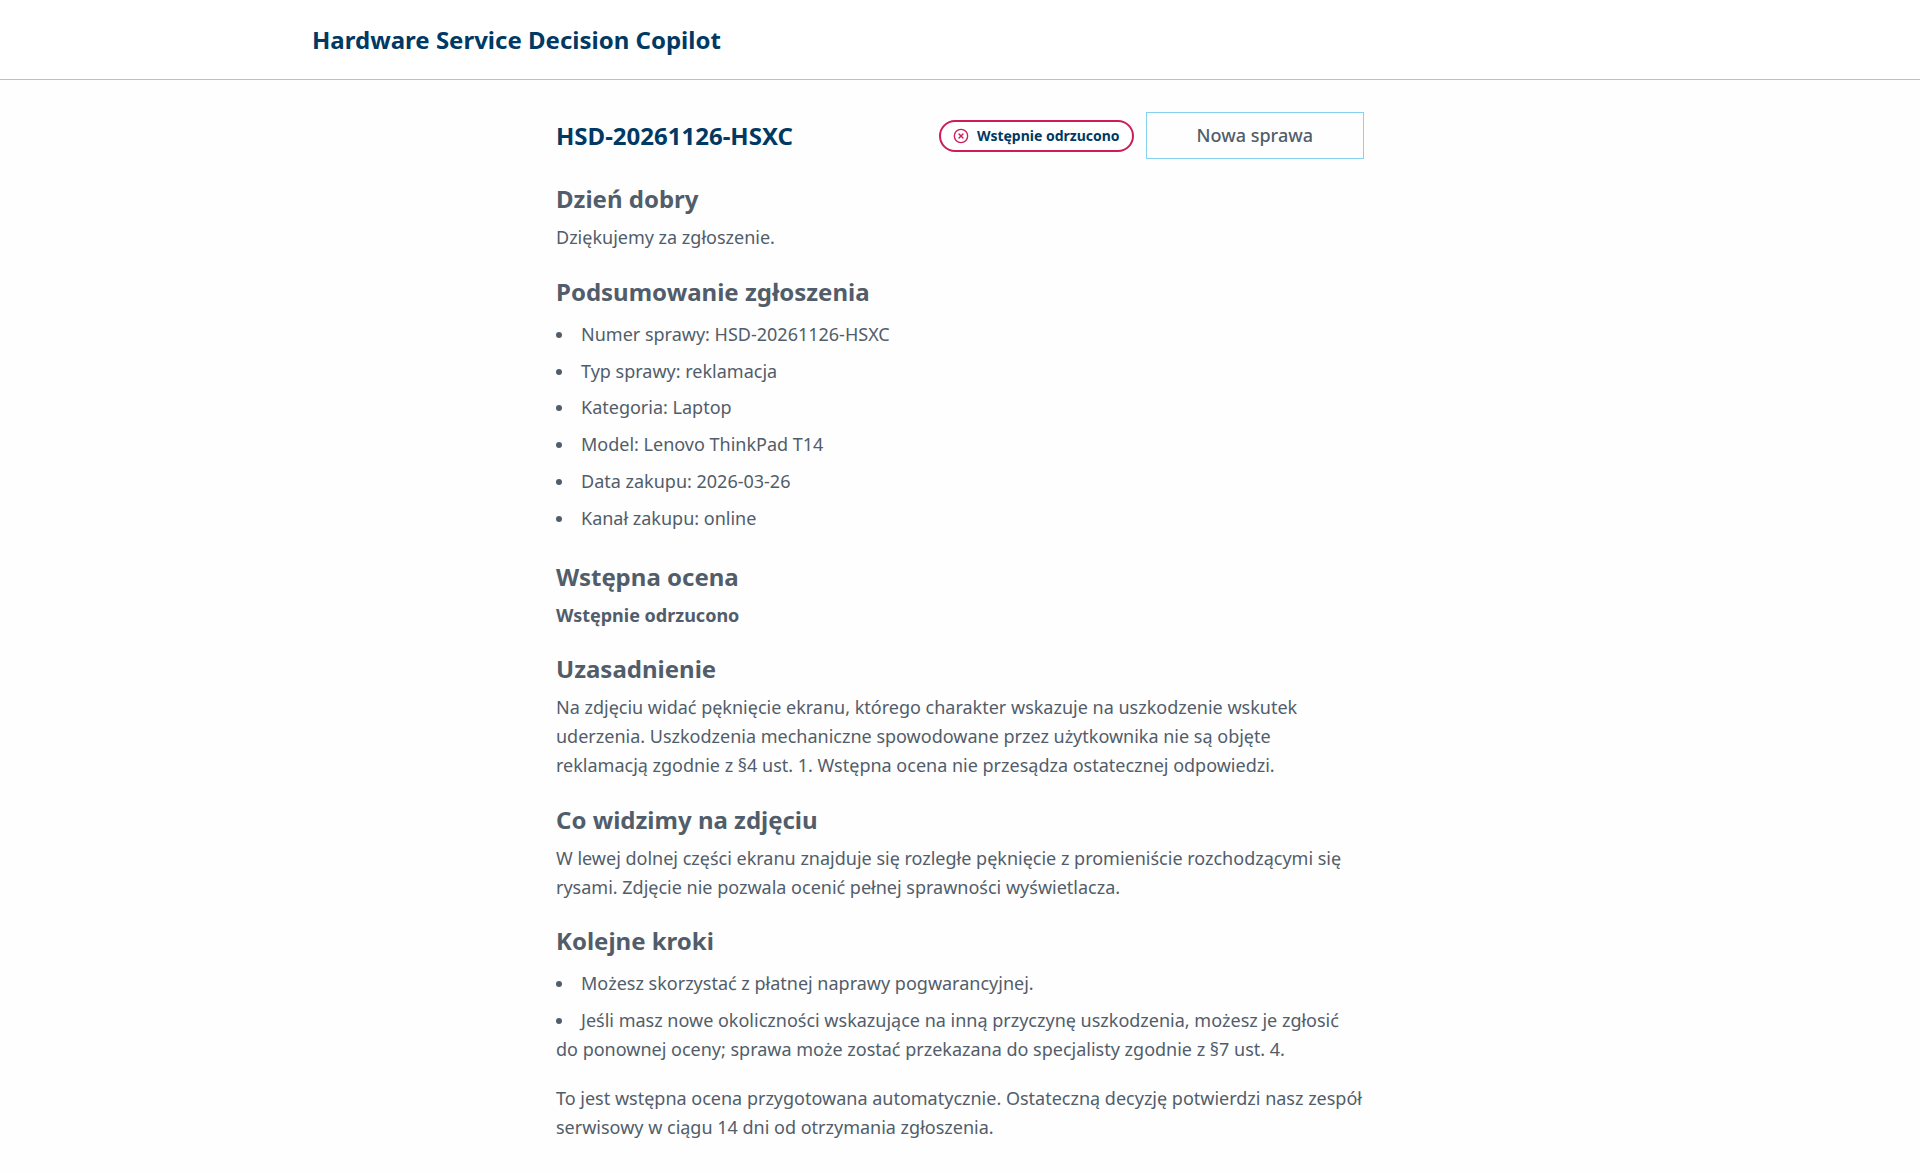 Hardware Service Decision Copilot
HSD-20261126-HSXC
Wstępnie odrzucono
Nowa sprawa
Dzień dobry
Dziękujemy za zgłoszenie.
Podsumowanie zgłoszenia
• Numer sprawy: HSD-20261126-HSXC
• Typ sprawy: reklamacja
• Kategoria: Laptop
• Model: Lenovo ThinkPad T14
• Data zakupu: 2026-03-26
• Kanał zakupu: online
Wstępna ocena
Wstępnie odrzucono
Uzasadnienie
Na zdjęciu widać pęknięcie ekranu, którego charakter wskazuje na uszkodzenie wskutek
uderzenia. Uszkodzenia mechaniczne spowodowane przez użytkownika nie są objęte
reklamacją zgodnie z §4 ust. 1. Wstępna ocena nie przesądza ostatecznej odpowiedzi.
Co widzimy na zdjęciu
W lewej dolnej części ekranu znajduje się rozległe pęknięcie z promieniście rozchodzącymi się
rysami. Zdjęcie nie pozwala ocenić pełnej sprawności wyświetlacza.
Kolejne kroki
• Możesz skorzystać z płatnej naprawy pogwarancyjnej.
• Jeśli masz nowe okoliczności wskazujące na inną przyczynę uszkodzenia, możesz je zgłosić
do ponownej oceny; sprawa może zostać przekazana do specjalisty zgodnie z §7 ust. 4.
To jest wstępna ocena przygotowana automatycznie. Ostateczną decyzję potwierdzi nasz zespół
serwisowy w ciągu 14 dni od otrzymania zgłoszenia.